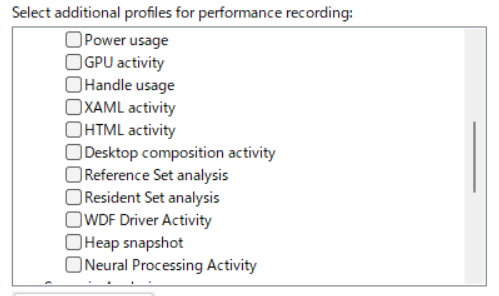 Select additional profiles for performance recording:
Power usage
GPU activity
Handle usage
XAML activity
HTML activity
Desktop composition activity
Reference Set analysis
Resident Set analysis
WDF Driver Activity
Heap snapshot
Neural Processing Activity